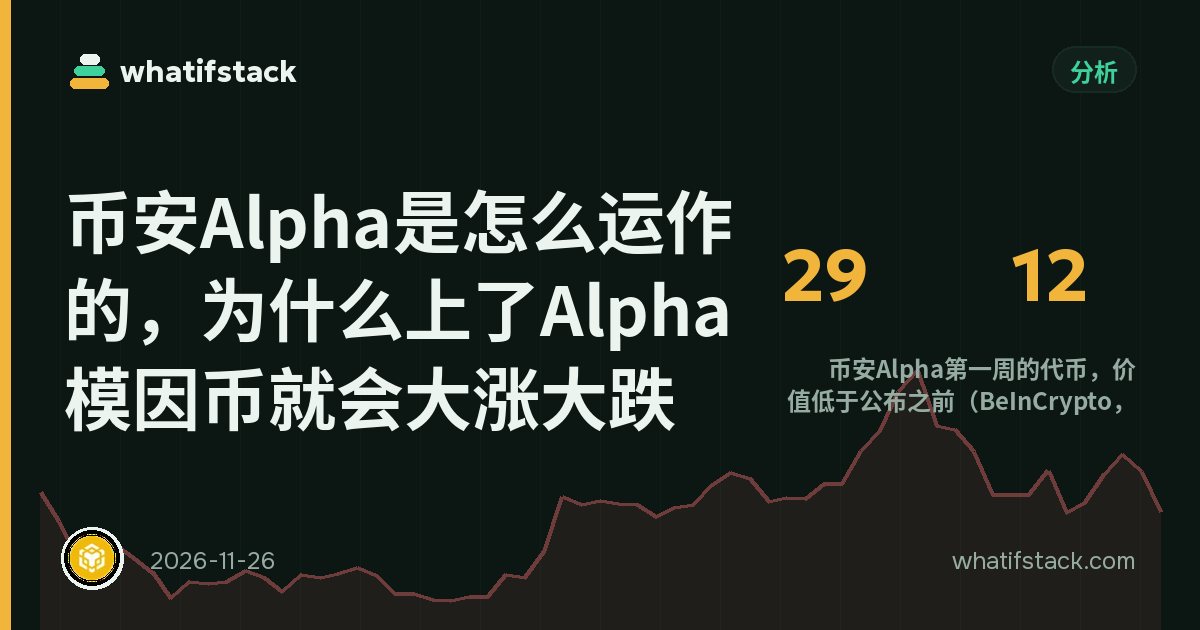 whatifstack
分析
币安Alpha是怎么运作
的，为什么上了Alpha
模因币就会大涨大跌
29 12
币安Alpha第一周的代币，价
值低于公布之前（BeInCrypto，
2026-11-26
whatifstack.com